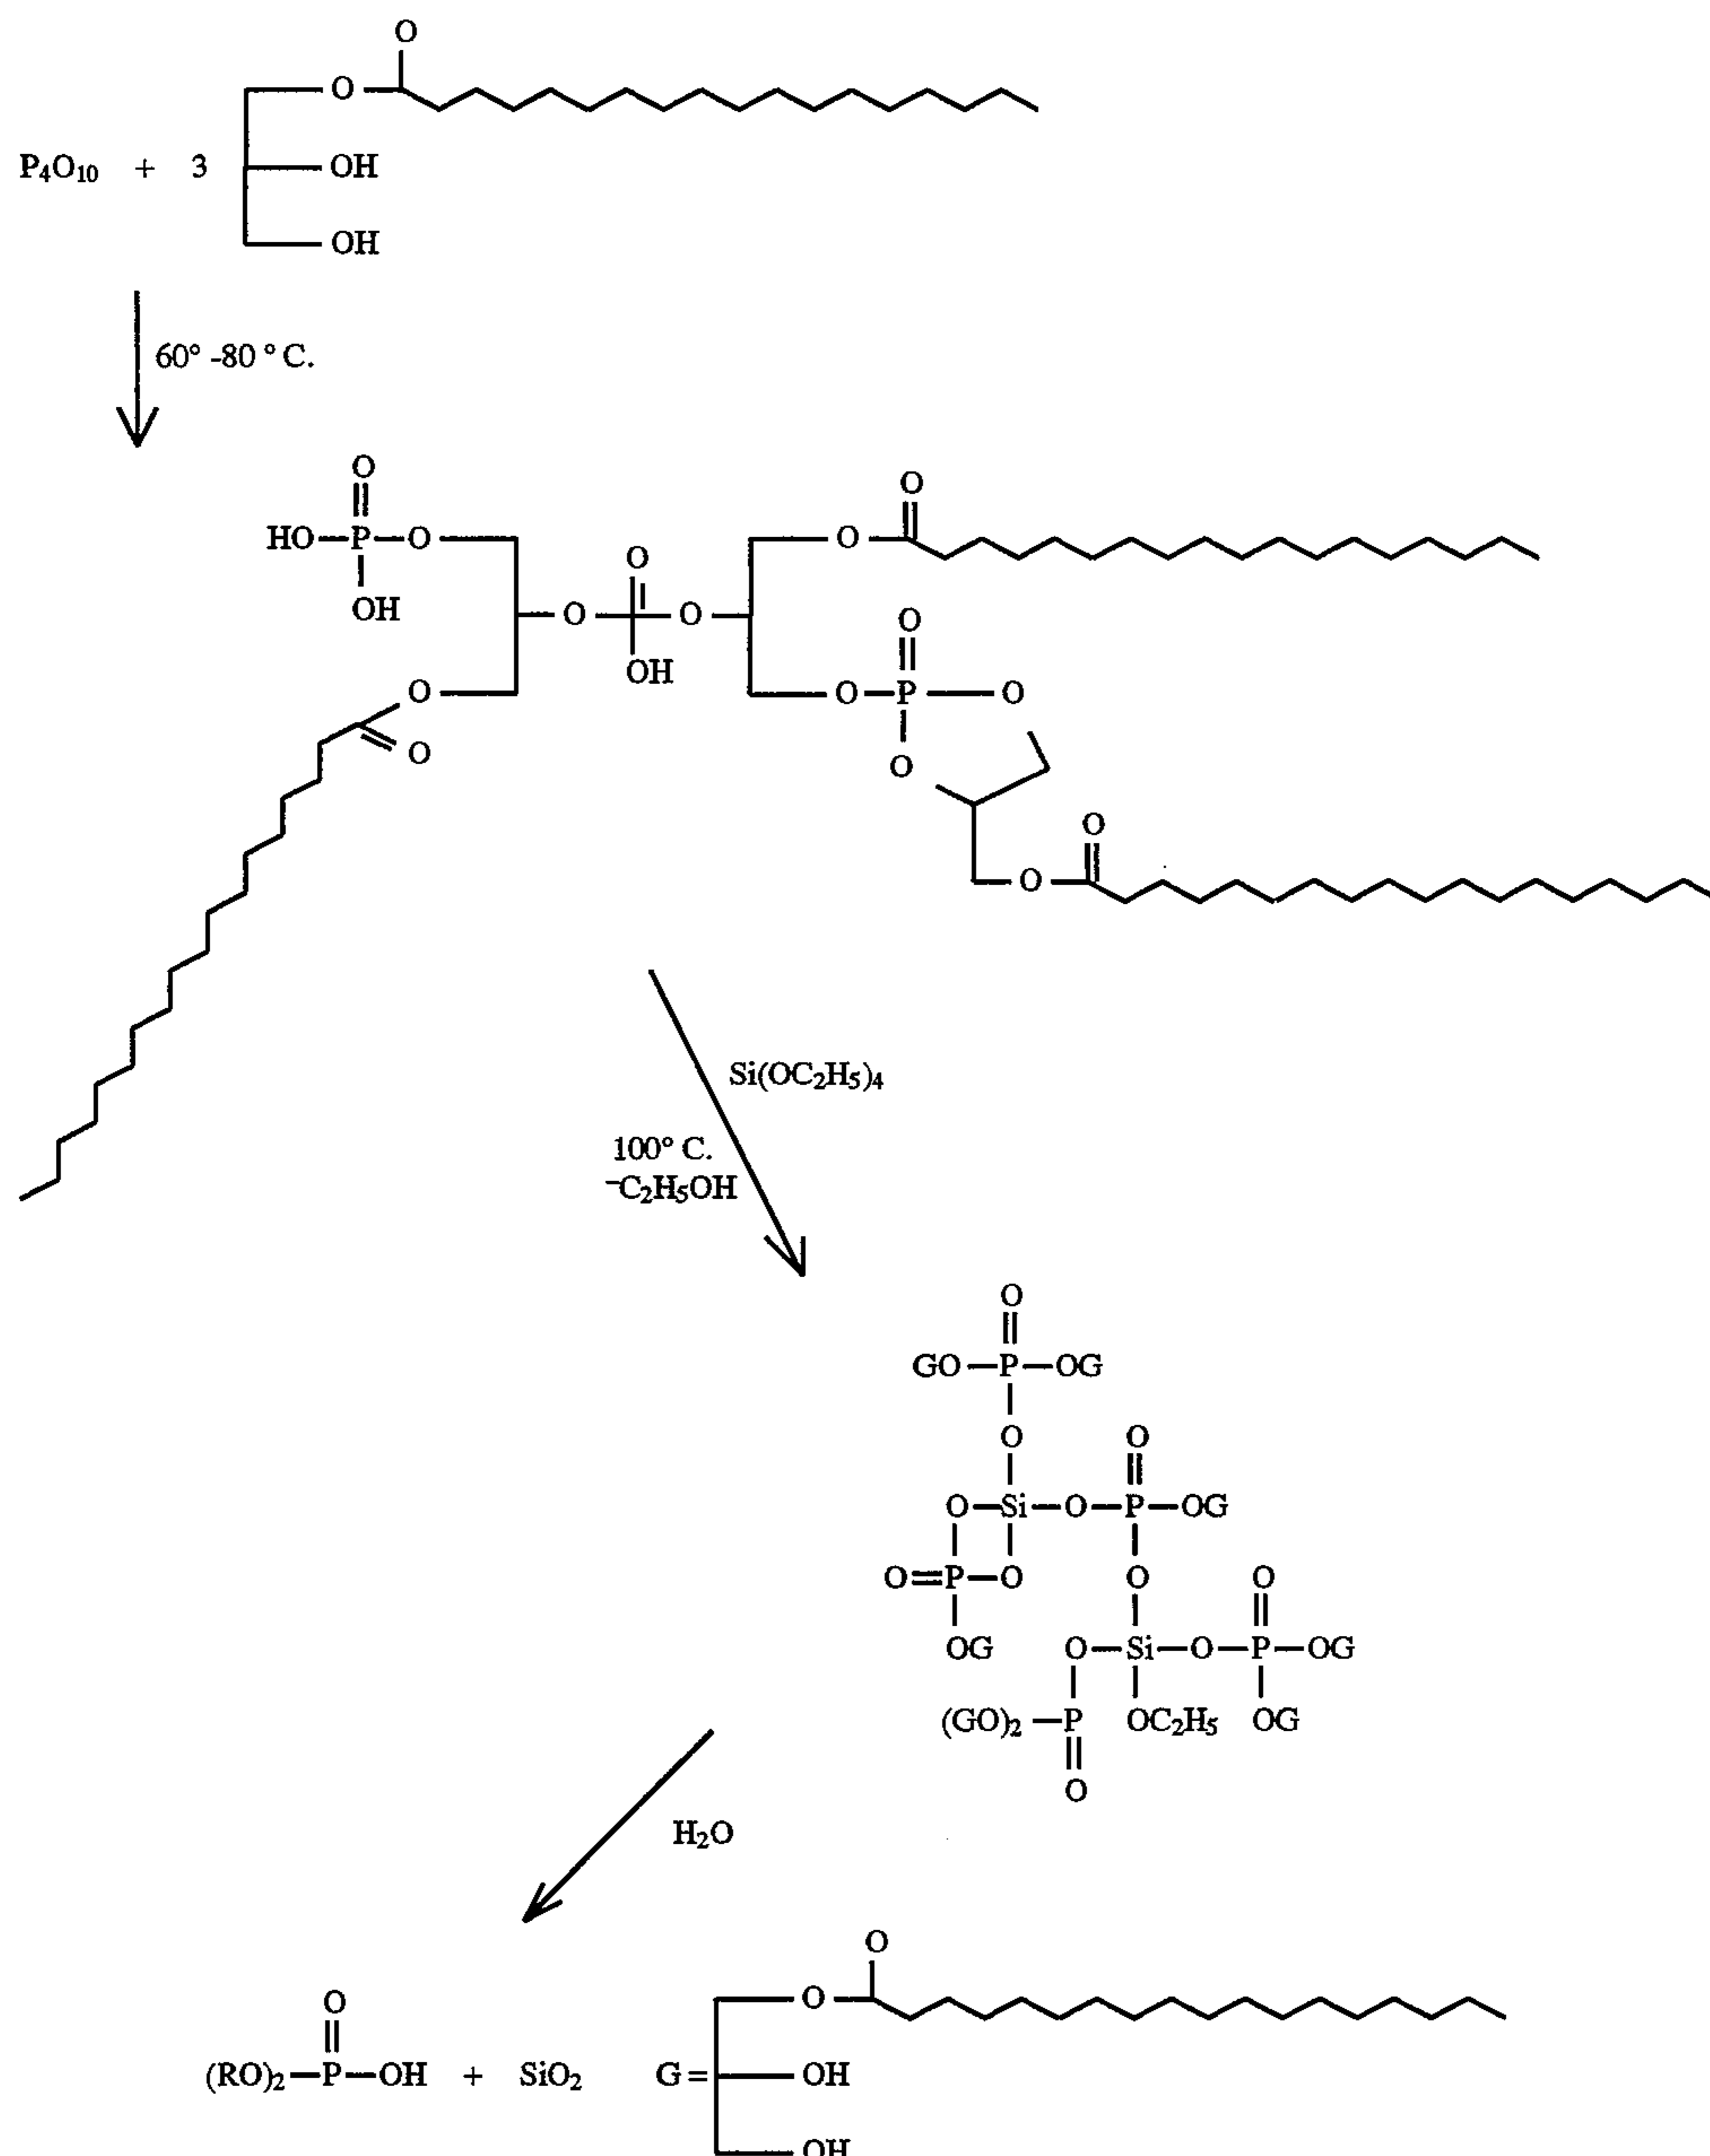 O
O
P4O10 + 3 OH
OH
60° -80 ° C.
O O
HO P O O
O
OH O O O
OH
O O P O
O O
O
O
Si(OC2H5)4
100° C.
-C2H5OH
O
GO P OG
O O
O Si O P OG
O P O O O
OG O Si O P OG
(GO)2 P OC2H5 OG
O
H2O
O
O O
(RO)2 P OH + SiO2 G = OH
OH